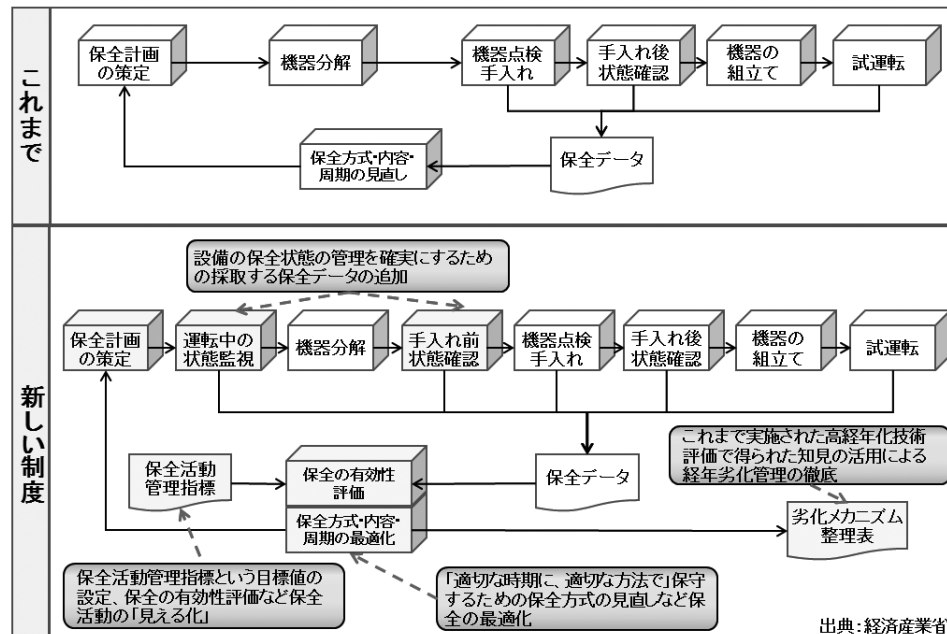 これまで
保全計画
の策定
機器分解
機器点検
手入れ
手入れ後
状態確認
機器の
組立て
試運転
保全方式・内容・
周期の見直し
保全データ
新しい制度
設備の保全状態の管理を確実にするため
の採取する保全データの追加
保全計画
の策定
運転中の
状態監視
機器分解
手入れ前
状態確認
機器点検
手入れ
手入れ後
状態確認
機器の
組立て
試運転
これまで実施された高経年化技術
評価で得られた知見の活用による
経年劣化管理の徹底
保全活動
管理指標
保全の有効性
評価
保全データ
保全方式・内容・
周期の最適化
劣化メカニズム
整理表
保全活動管理指標という目標値の
設定、保全の有効性評価など保全
活動の「見える化」
「適切な時期に、適切な方法で」保守
するための保全方式の見直しなど保
全の最適化
出典:経済産業省